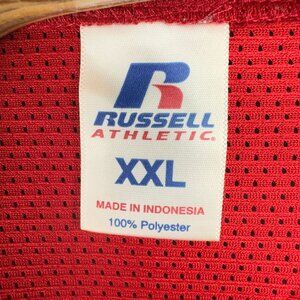 R
RUSSELL
ATHLETIC
XXL
MADE IN INDONESIA
100% Polyester